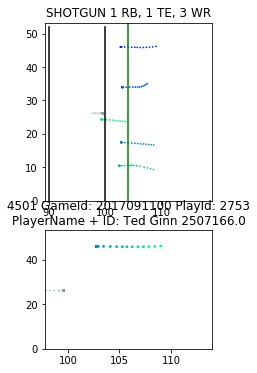 SHOTGUN 1 RB, 1 TE, 3 WR
50
40
30
20
10
0
90 100 110
4501 GameId: 2017091100 PlayId: 2753
PlayerName + ID: Ted Ginn 2507166.0
40
20
0
100 105 110